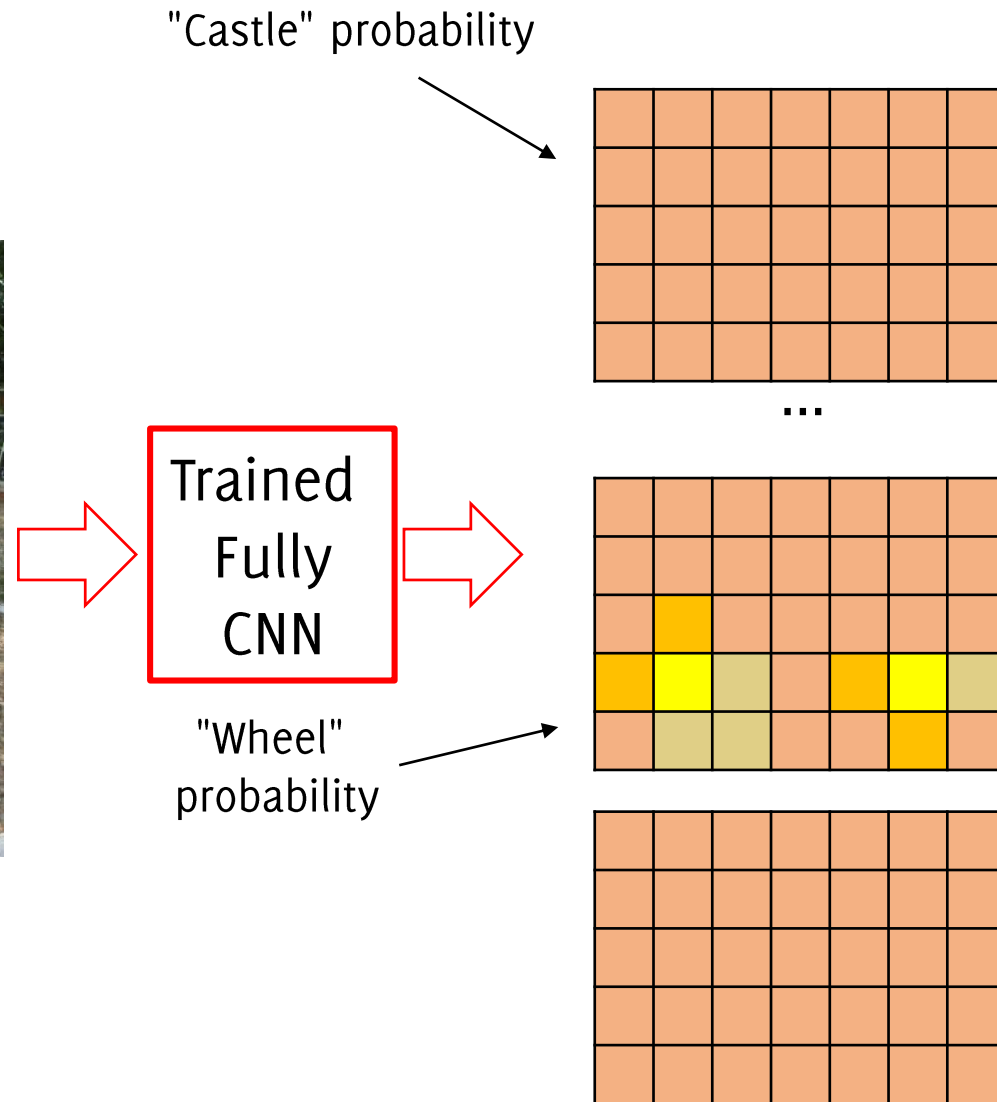 "Castle" probability
...
Trained
Fully
CNN
"Wheel"
probability